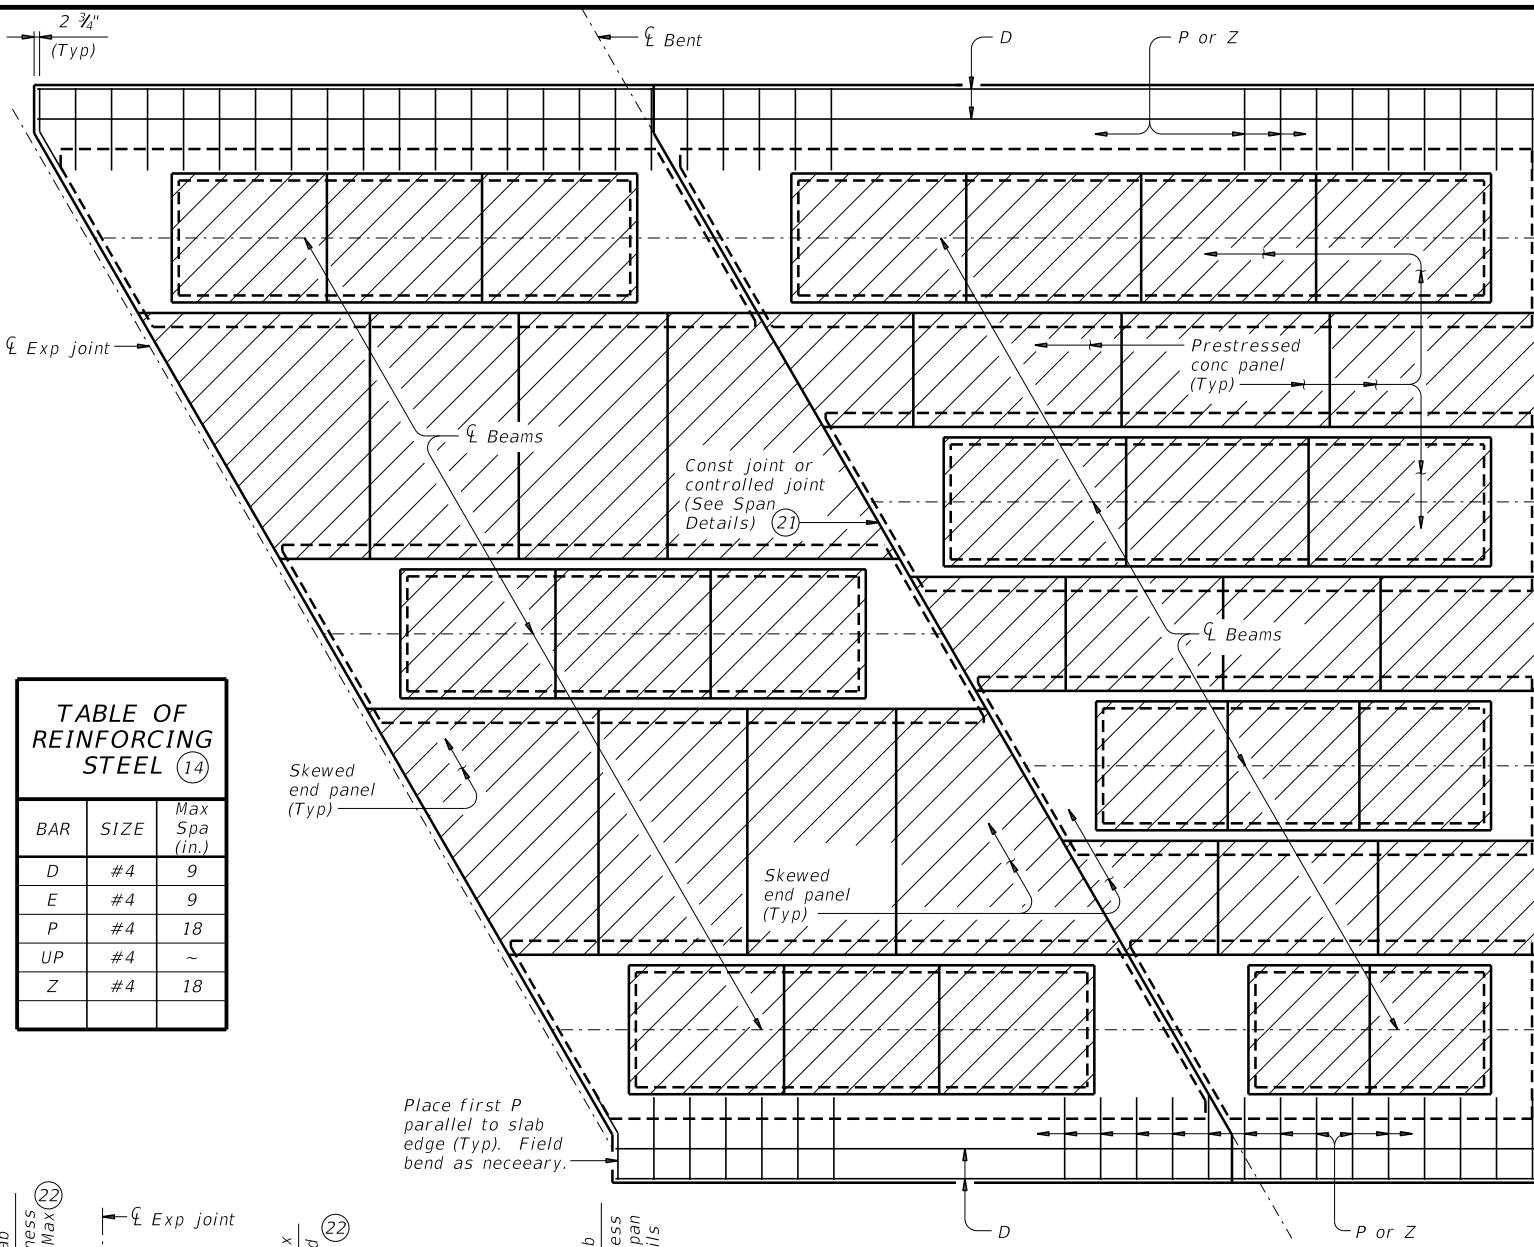 2 ¾"
(Typ)
℄ Bent
D
P or Z
℄ Exp joint
Prestressed
conc panel
(Typ)
℄ Beams
Const joint or
controlled joint
(See Span
Details) 21
℄ Beams
TABLE OF
REINFORCING
STEEL 14
BAR SIZE Max Spa (in.)
D #4 9
E #4 9
P #4 18
UP #4 ~
Z #4 18
Skewed
end panel
(Typ)
Skewed
end panel
(Typ)
Place first P
parallel to slab
edge (Typ). Field
bend as neceeary.
22
Max
℄ Exp joint
22
D
P or Z